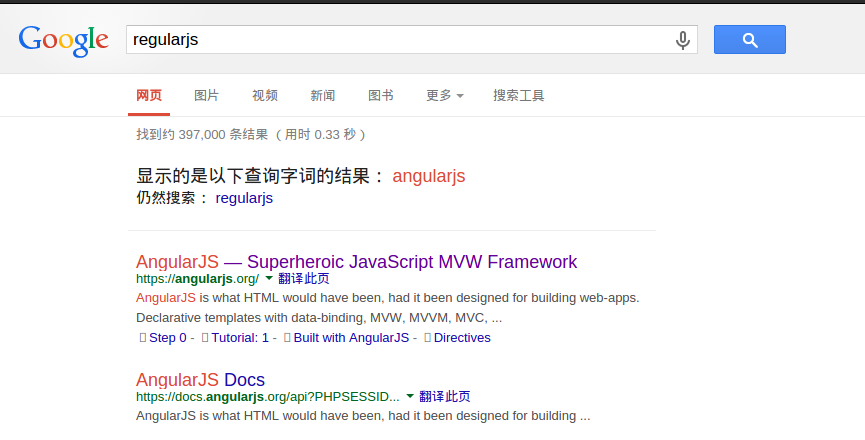 Google regularjs
网页 图片 视频 新闻 图书 更多 搜索工具
找到约 397,000 条结果 （用时 0.33 秒）
显示的是以下查询字词的结果： angularjs
仍然搜索： regularjs
AngularJS — Superheroic JavaScript MVW Framework
https://angularjs.org/ 翻译此页
AngularJS is what HTML would have been, had it been designed for building web-apps.
Declarative templates with data-binding, MVW, MVVM, MVC, ...
Step 0 - Tutorial: 1 - Built with AngularJS - Directives
AngularJS Docs
https://docs.angularjs.org/api?PHPSESSID... 翻译此页
AngularJS is what HTML would have been, had it been designed for building ...